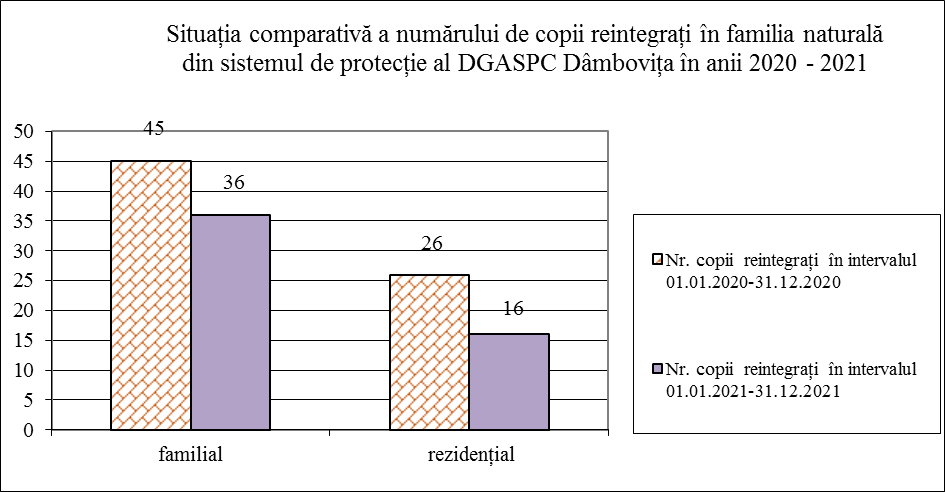 Situația comparativă a numărului de copii reintegrați în familia naturală
din sistemul de protecție al DGASPC Dâmbovița în anii 2020 - 2021
50
45
40
35
30
25
20
15
10
5
0
45
36
26
16
familial
rezidențial
Nr. copii reintegrați în intervalul
01.01.2020-31.12.2020
Nr. copii reintegrați în intervalul
01.01.2021-31.12.2021